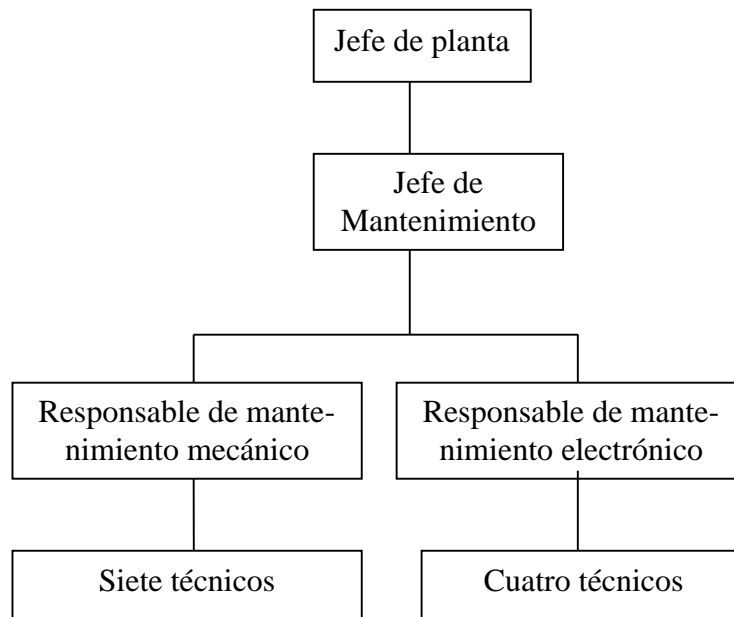 Jefe de planta
Jefe de
Mantenimiento
Responsable de mante-
nimiento mecánico
Responsable de mante-
nimiento electrónico
Siete técnicos
Cuatro técnicos